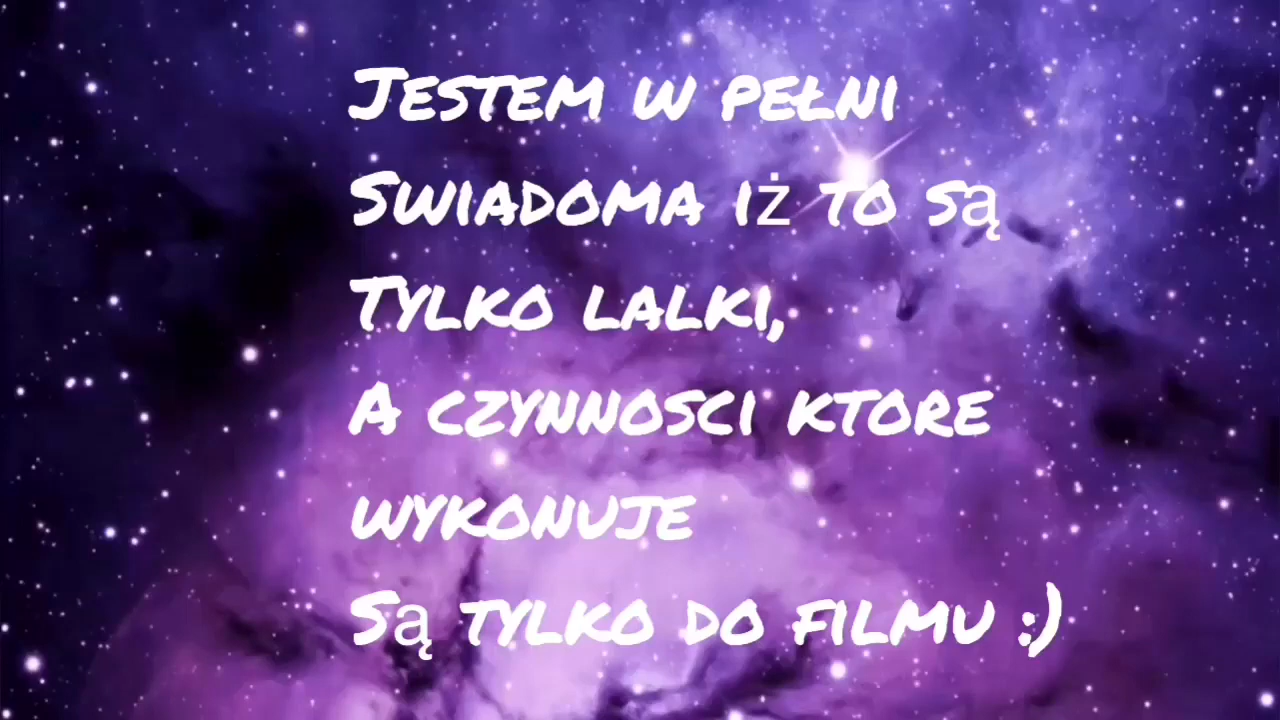 Jestem w pełni
Swiadoma iż to są
Tylko lalki,
A czynnosci ktore
wykonuje
Są tylko do filmu :)